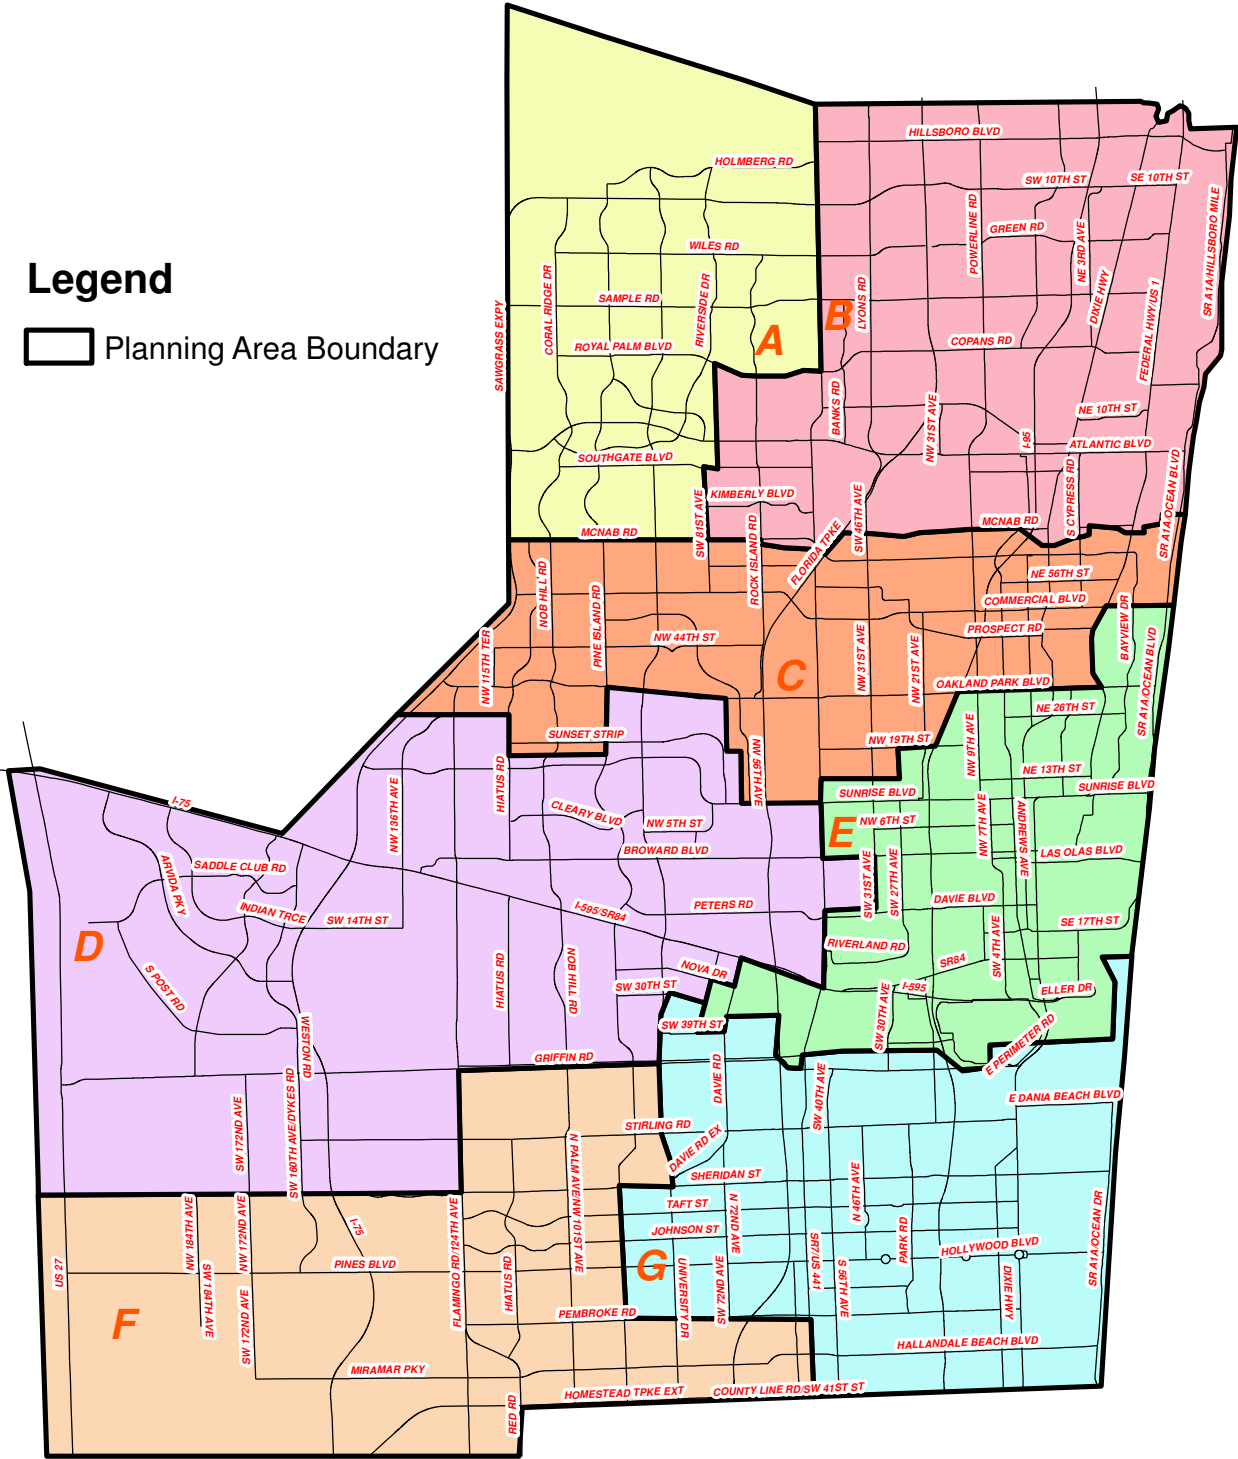 HILLSBORO BLVD
HOLMBERG RD
SW 10TH ST
SE 10TH ST
SR A1A/HILLSBORO MILE
POWERLINE RD
GREEN RD
NE 3RD AVE
WILES RD
Legend
Planning Area Boundary
SAWGRASS EXPY
CORAL RIDGE DR
SAMPLE RD
RIVERSIDE DR
ROYAL PALM BLVD
A
B
LYONS RD
DIXIE HWY
FEDERAL HWY/US 1
COPANS RD
BANKS RD
NW 31ST AVE
NE 10TH ST
I-95
ATLANTIC BLVD
SOUTHGATE BLVD
KIMBERLY BLVD
S CYPRESS RD
SR A1A/OCEAN BLVD
SW 81ST AVE
SW 46TH AVE
MCNAB RD
MCNAB RD
ROCK ISLAND RD
FLORIDA TPKE
NOB HILL RD
PINE ISLAND RD
NE 56TH ST
COMMERCIAL BLVD
BAYVIEW DR
PROSPECT RD
NW 115TH TER
NW 44TH ST
C
NW 31ST AVE
NW 21ST AVE
OAKLAND PARK BLVD
SR A1A/OCEAN BLVD
NE 26TH ST
SUNSET STRIP
NW 19TH ST
NW 9TH AVE
NW 56TH AVE
HIATUS RD
NE 13TH ST
SUNRISE BLVD
SUNRISE BLVD
I-75
NW 136TH AVE
CLEARY BLVD
NW 5TH ST
E
NW 6TH ST
NW 7TH AVE
ANDREWS AVE
BROWARD BLVD
LAS OLAS BLVD
ARVIDA PKY
SADDLE CLUB RD
SW 31ST AVE
SW 27TH AVE
INDIAN TRCE
SW 14TH ST
I-595/SR84
PETERS RD
DAVIE BLVD
SE 17TH ST
D
RIVERLAND RD
SW 4TH AVE
SR84
S POST RD
HIATUS RD
NOB HILL RD
NOVA DR
SW 30TH ST
I-595
ELLER DR
SW 30TH AVE
SW 39TH ST
E PERIMETER RD
WESTON RD
GRIFFIN RD
DAVIE RD
SW 40TH AVE
E DANIA BEACH BLVD
SW 172ND AVE
SW 160TH AVE/DYKES RD
STIRLING RD
N PALM AVE/NW 101ST AVE
DAVIE RD EX
SHERIDAN ST
N 46TH AVE
TAFT ST
N 72ND AVE
JOHNSON ST
NW 184TH AVE
NW 172ND AVE
I-75
FLAMINGO RD/124TH AVE
PARK RD
HOLLYWOOD BLVD
SR A1A/OCEAN DR
US 27
SW 184TH AVE
PINES BLVD
HIATUS RD
G
UNIVERSITY DR
SW 72ND AVE
SR7/US 441
S 56TH AVE
DIXIE HWY
F
SW 172ND AVE
PEMBROKE RD
HALLANDALE BEACH BLVD
MIRAMAR PKY
HOMESTEAD TPKE EXT
COUNTY LINE RD/SW 41ST ST
RED RD